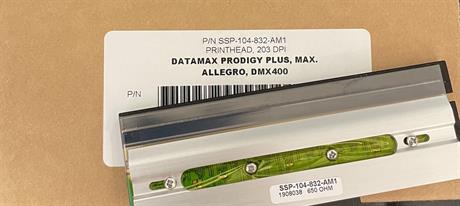 P/N SSP-104-832-AM1
PRINTHEAD, 203 DPI
DATAMAX PRODIGY PLUS, MAX.
ALLEGRO, DMX400
P/N
SSP-104-832-AM1
1908038 650 OHM